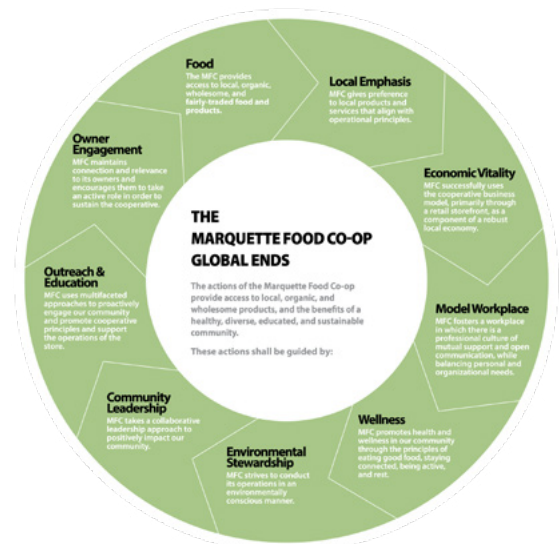 THE
MARQUETTE FOOD CO-OP
GLOBAL ENDS
The actions of the Marquette Food Co-op
provide access to local, organic, and
wholesome products, and the benefits of a
healthy, diverse, educated, and sustainable
community.
These actions shall be guided by:
Food
The MFC provides
access to local, organic,
wholesome, and
fairly-traded food and
products.
Local Emphasis
MFC gives preference
to local products and
services that align with
operational principles.
Economic Vitality
MFC successfully uses
the cooperative business
model, primarily through
a retail storefront, as a
component of a robust
local economy.
Model Workplace
MFC fosters a workplace
in which there is a
professional culture of
mutual support and open
communication, while
balancing personal and
organizational needs.
Wellness
MFC promotes health and
wellness in our community
through the principles of
eating good food, staying
connected, being active,
and rest.
Environmental
Stewardship
MFC strives to conduct
its operations in an
environmentally
conscious manner.
Community
Leadership
MFC takes a collaborative
leadership approach to
positively impact our
community.
Outreach &
Education
MFC uses multifaceted
approaches to proactively
engage our community
and promote cooperative
principles and support
the operations of the
store.
Owner
Engagement
MFC maintains
connection and relevance
to its owners and
encourages them to take
an active role in order to
sustain the cooperative.